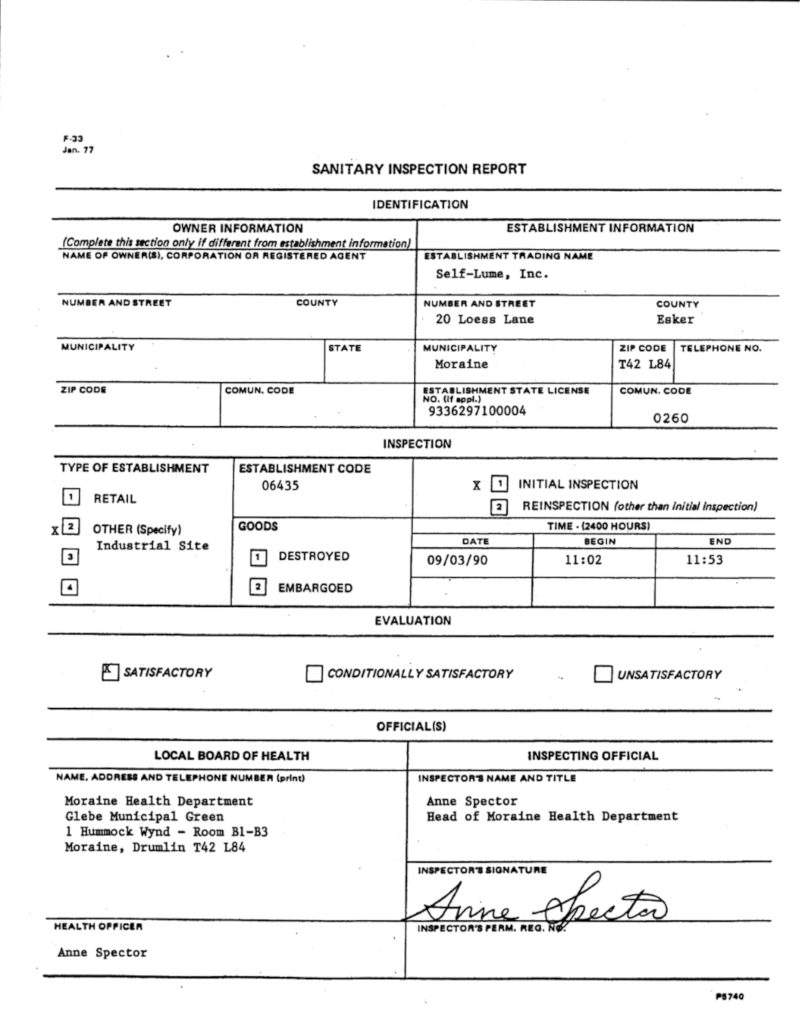 F-33
Jan. 77
SANITARY INSPECTION REPORT
IDENTIFICATION
OWNER INFORMATION
(Complete this section only if different from establishment information)
ESTABLISHMENT INFORMATION
NAME OF OWNER(S), CORPORATION OR REGISTERED AGENT
ESTABLISHMENT TRADING NAME
Self-Lume, Inc.
NUMBER AND STREET COUNTY
NUMBER AND STREET COUNTY
20 Loess Lane Esker
MUNICIPALITY STATE
MUNICIPALITY ZIP CODE TELEPHONE NO.
Moraine T42 L84
ZIP CODE COMUN. CODE
ESTABLISHMENT STATE LICENSE NO. (If appl.)
9336297100004
COMUN. CODE
0260
INSPECTION
TYPE OF ESTABLISHMENT
1 RETAIL
X 2 OTHER (Specify)
Industrial Site
3
4
ESTABLISHMENT CODE
06435
GOODS
1 DESTROYED
2 EMBARGOED
X 1 INITIAL INSPECTION
2 REINSPECTION (other than Initial Inspection)
TIME - (2400 HOURS)
DATE BEGIN END
09/03/90 11:02 11:53
EVALUATION
X SATISFACTORY CONDITIONALLY SATISFACTORY UNSATISFACTORY
OFFICIAL(S)
LOCAL BOARD OF HEALTH
NAME, ADDRESS AND TELEPHONE NUMBER (print)
Moraine Health Department
Glebe Municipal Green
1 Hummock Wynd - Room B1-B3
Moraine, Drumlin T42 L84
HEALTH OFFICER
Anne Spector
INSPECTING OFFICIAL
INSPECTOR'S NAME AND TITLE
Anne Spector
Head of Moraine Health Department
INSPECTOR'S SIGNATURE
Anne Spector
INSPECTOR'S PERM. REG. NO.
P5740